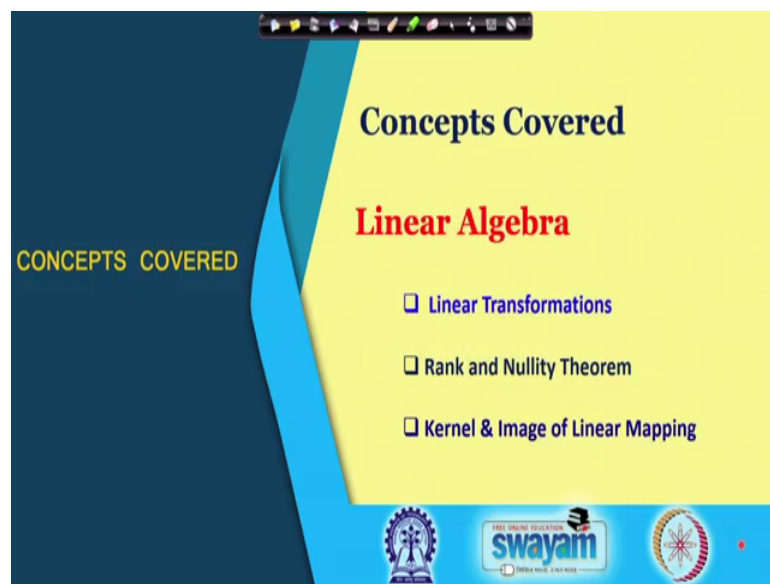 CONCEPTS COVERED
Concepts Covered
Linear Algebra
Linear Transformations
Rank and Nullity Theorem
Kernel & Image of Linear Mapping
FREE ONLINE EDUCATION
swayam